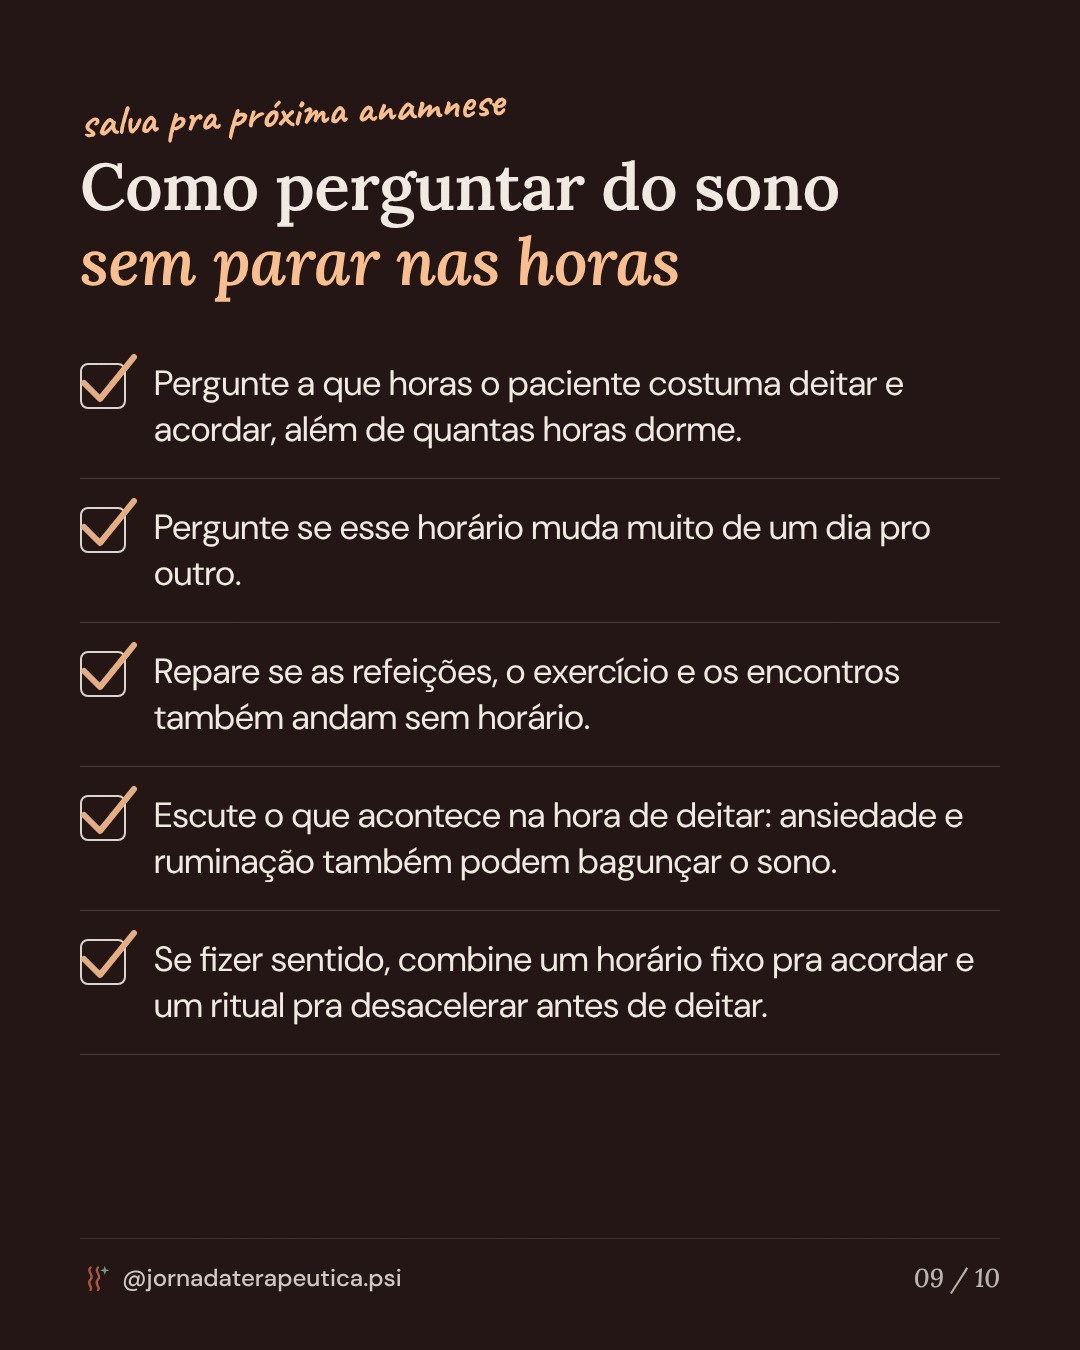 salva pra próxima anamnese
Como perguntar do sono
sem parar nas horas
Pergunte a que horas o paciente costuma deitar e
acordar, além de quantas horas dorme.
Pergunte se esse horário muda muito de um dia pro
outro.
Repare se as refeições, o exercício e os encontros
também andam sem horário.
Escute o que acontece na hora de deitar: ansiedade e
ruminação também podem bagunçar o sono.
Se fizer sentido, combine um horário fixo pra acordar e
um ritual pra desacelerar antes de deitar.
@jornadaterapeutica.psi
09 / 10